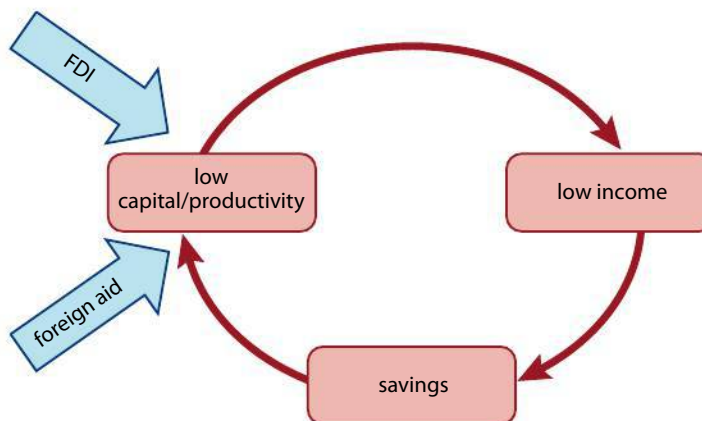 FDI
low
capital/productivity
low income
foreign aid
savings